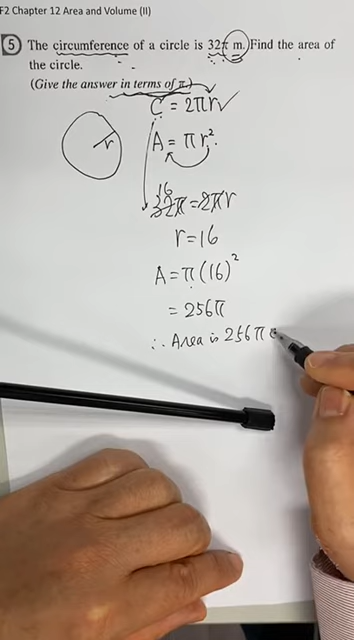 F2 Chapter 12 Area and Volume (II)
5 The circumference of a circle is 32π m. Find the area of
the circle.
(Give the answer in terms of π.)
C = 2πr ✓
r
A = πr².
16
32π = 2πr
r = 16
A = π(16)²
= 256π
∴ Area is 256π